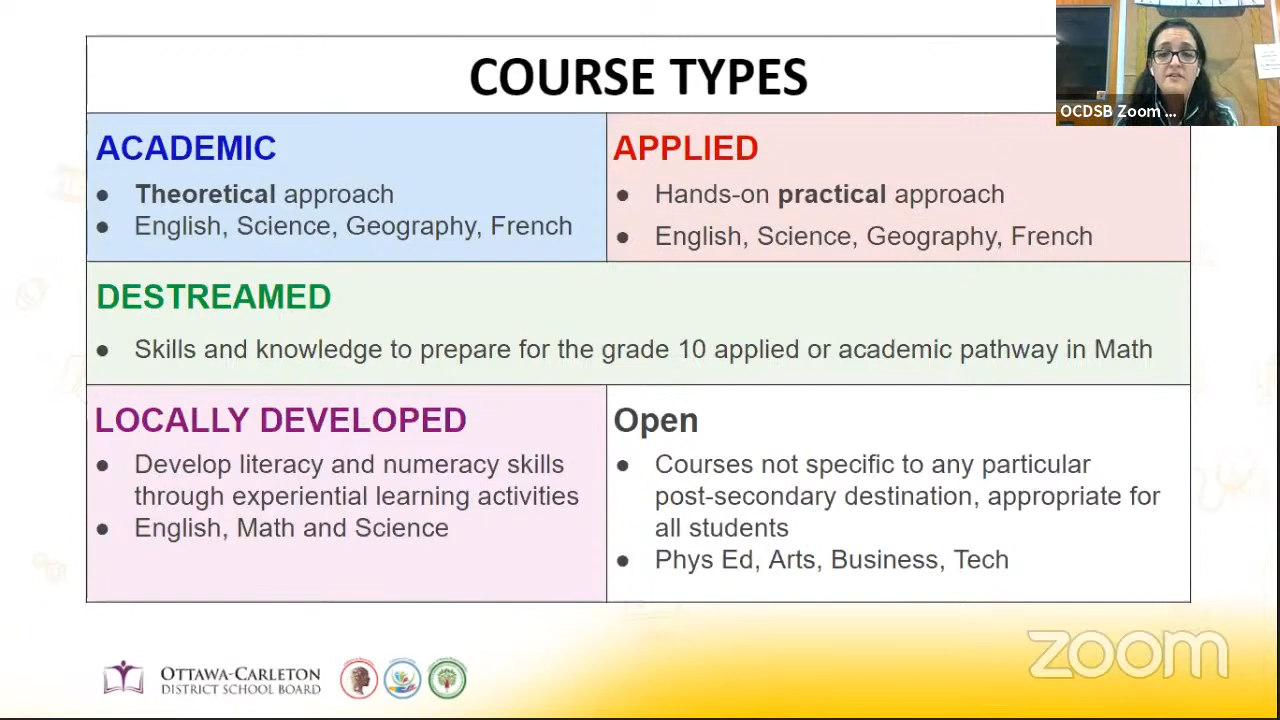 COURSE TYPES
OCDSB Zoom ...
ACADEMIC
● Theoretical approach
● English, Science, Geography, French
APPLIED
● Hands-on practical approach
● English, Science, Geography, French
DESTREAMED
● Skills and knowledge to prepare for the grade 10 applied or academic pathway in Math
LOCALLY DEVELOPED
● Develop literacy and numeracy skills
through experiential learning activities
● English, Math and Science
Open
● Courses not specific to any particular
post-secondary destination, appropriate for
all students
● Phys Ed, Arts, Business, Tech
OTTAWA-CARLETON
DISTRICT SCHOOL BOARD
zoom